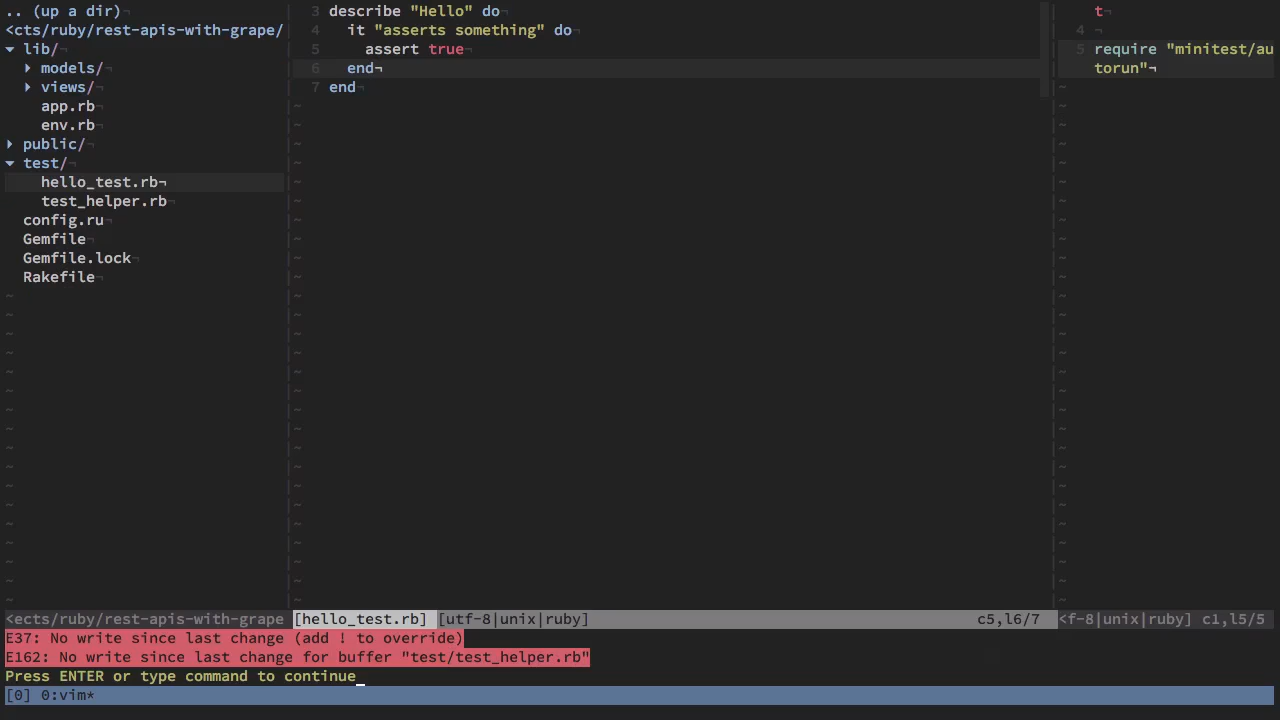 .. (up a dir)
<cts/ruby/rest-apis-with-grape/
▾ lib/¬
▸ models/¬
▸ views/¬
app.rb¬
env.rb¬
▸ public/¬
▾ test/¬
hello_test.rb¬
test_helper.rb¬
config.ru¬
Gemfile¬
Gemfile.lock¬
Rakefile¬
3 describe "Hello" do¬
4 it "asserts something" do¬
5 assert true¬
6 end¬
7 end¬
t¬
4 ¬
5 require "minitest/au
torun"¬
<ects/ruby/rest-apis-with-grape
[hello_test.rb] [utf-8|unix|ruby] c5,l6/7
<f-8|unix|ruby] c1,l5/5
E37: No write since last change (add ! to override)
E162: No write since last change for buffer "test/test_helper.rb"
Press ENTER or type command to continue
[0] 0:vim*